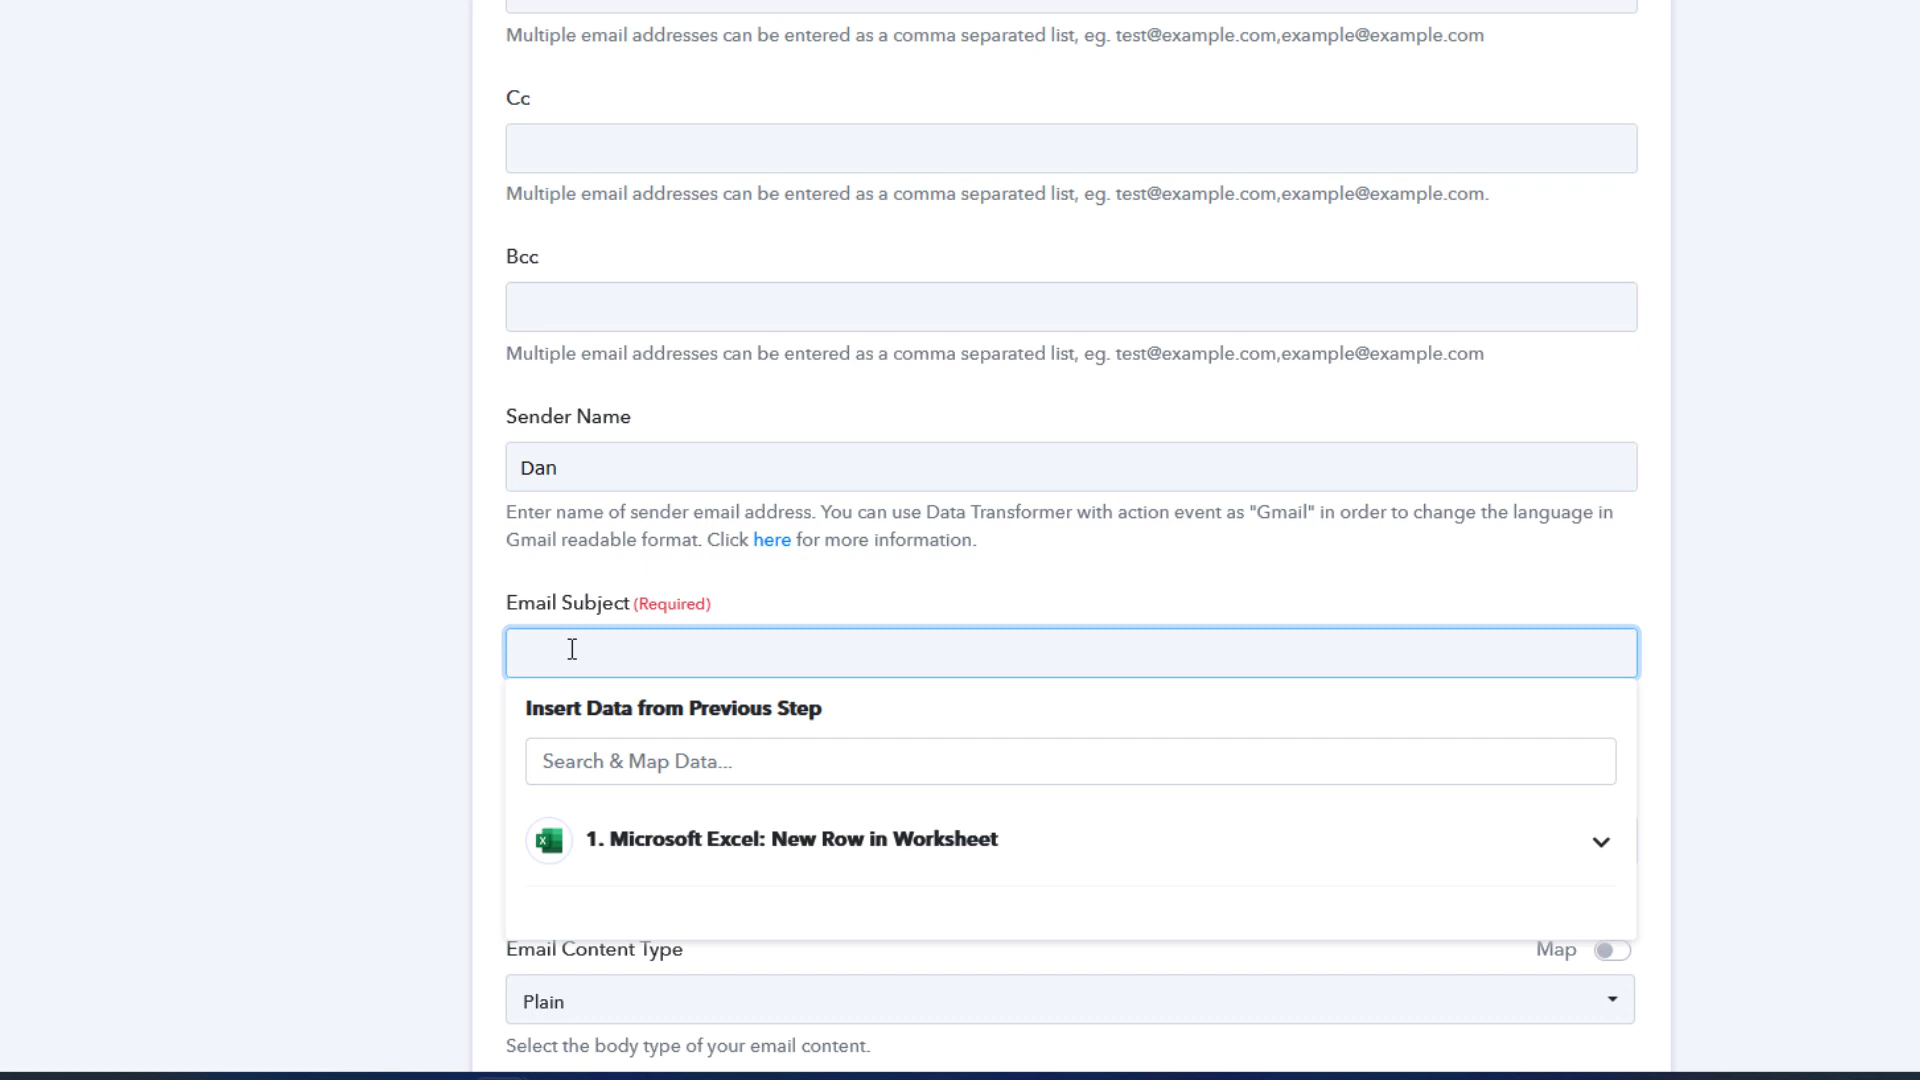 Multiple email addresses can be entered as a comma separated list, eg. test@example.com,example@example.com
Cc
Multiple email addresses can be entered as a comma separated list, eg. test@example.com,example@example.com.
Bcc
Multiple email addresses can be entered as a comma separated list, eg. test@example.com,example@example.com
Sender Name
Dan
Enter name of sender email address. You can use Data Transformer with action event as "Gmail" in order to change the language in
Gmail readable format. Click here for more information.
Email Subject (Required)
Insert Data from Previous Step
Search & Map Data...
1. Microsoft Excel: New Row in Worksheet
Email Content Type Map
Plain
Select the body type of your email content.